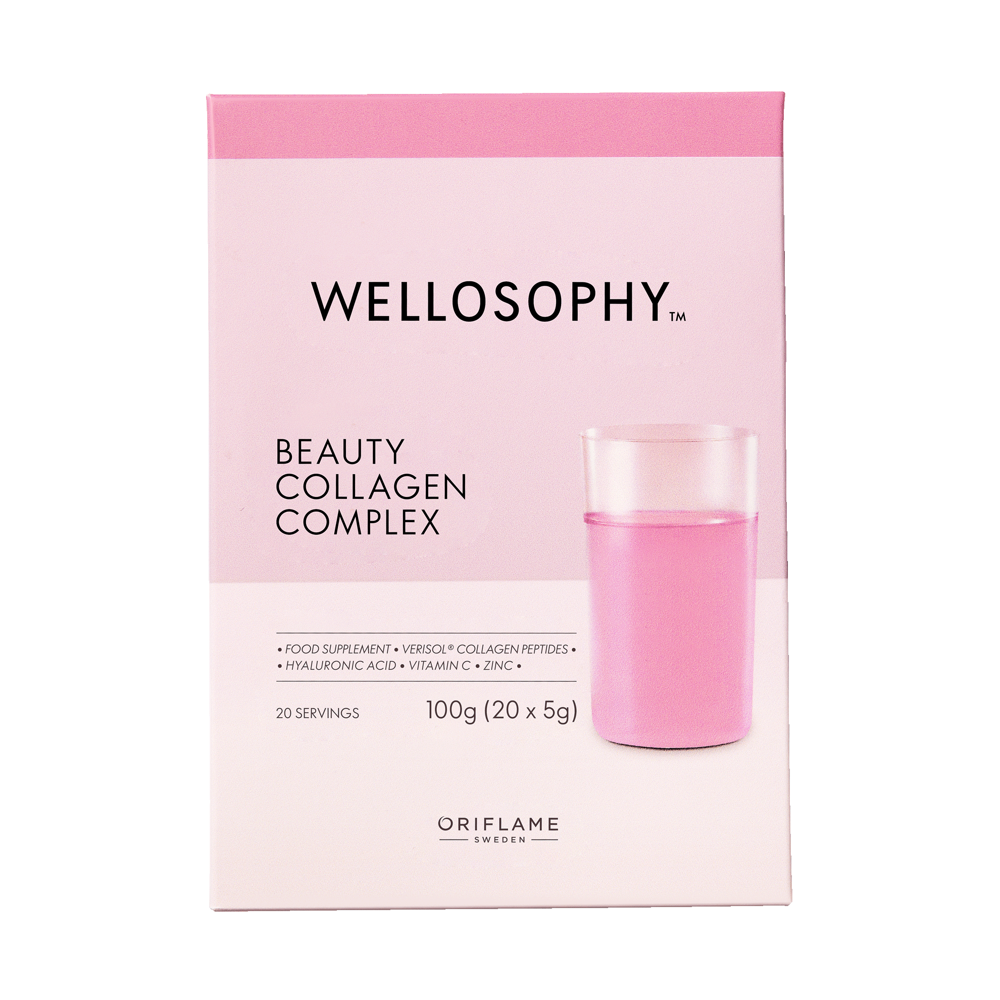 WELLOSOPHY™
BEAUTY
COLLAGEN
COMPLEX
• FOOD SUPPLEMENT • VERISOL® COLLAGEN PEPTIDES •
• HYALURONIC ACID • VITAMIN C • ZINC •
20 SERVINGS 100g (20 x 5g)
ORIFLAME
SWEDEN